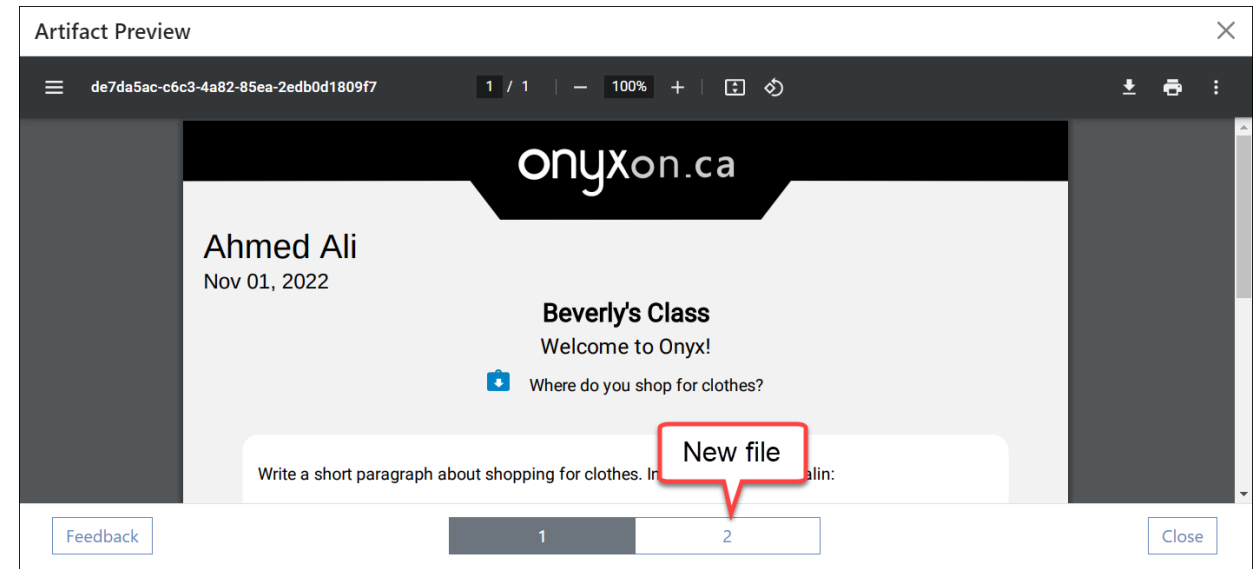 Artifact Preview
de7da5ac-c6c3-4a82-85ea-2edb0d1809f7 1 / 1 100%
onyxon.ca
Ahmed Ali
Nov 01, 2022
Beverly's Class
Welcome to Onyx!
Where do you shop for clothes?
New file
Write a short paragraph about shopping for clothes.
Feedback 1 2 Close